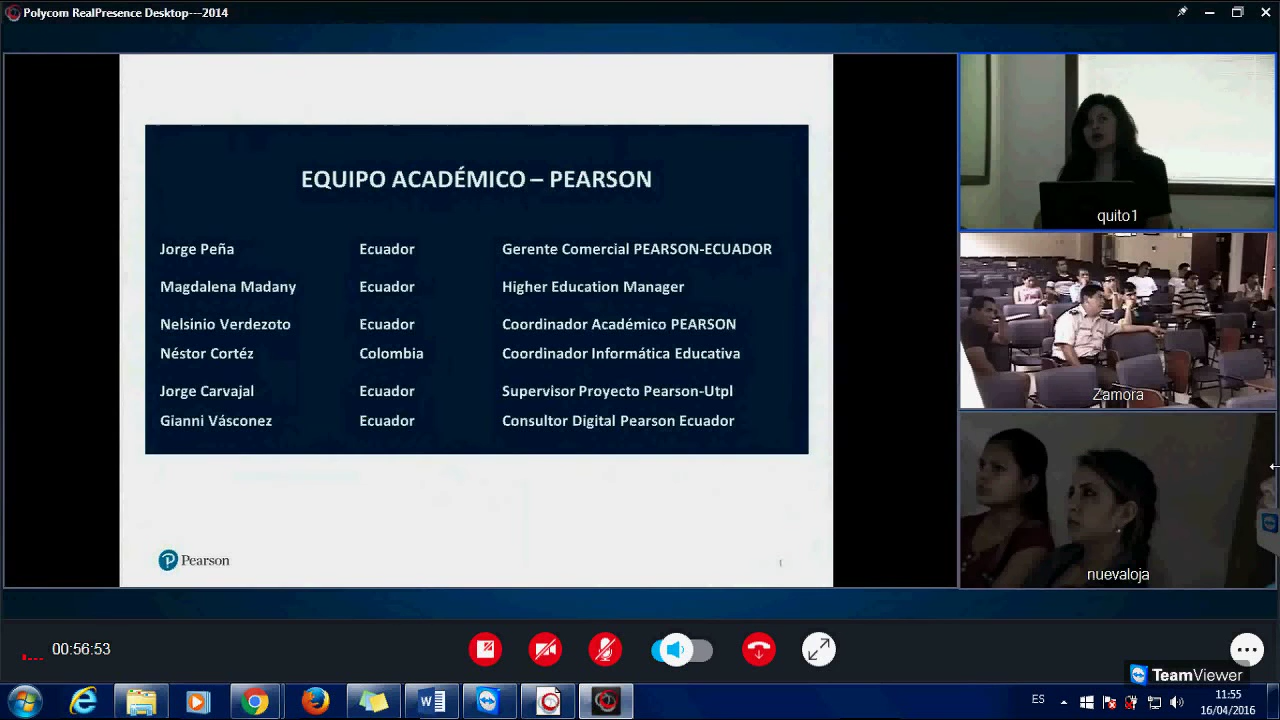 Polycom RealPresence Desktop---2014
EQUIPO ACADÉMICO – PEARSON
Jorge Peña Ecuador Gerente Comercial PEARSON-ECUADOR
Magdalena Madany Ecuador Higher Education Manager
Nelsinio Verdezoto Ecuador Coordinador Académico PEARSON
Néstor Cortéz Colombia Coordinador Informática Educativa
Jorge Carvajal Ecuador Supervisor Proyecto Pearson-Utpl
Gianni Vásconez Ecuador Consultor Digital Pearson Ecuador
Pearson
1
quito1
Zamora
nuevaloja
00:56:53
TeamViewer
ES
11:55
16/04/2016